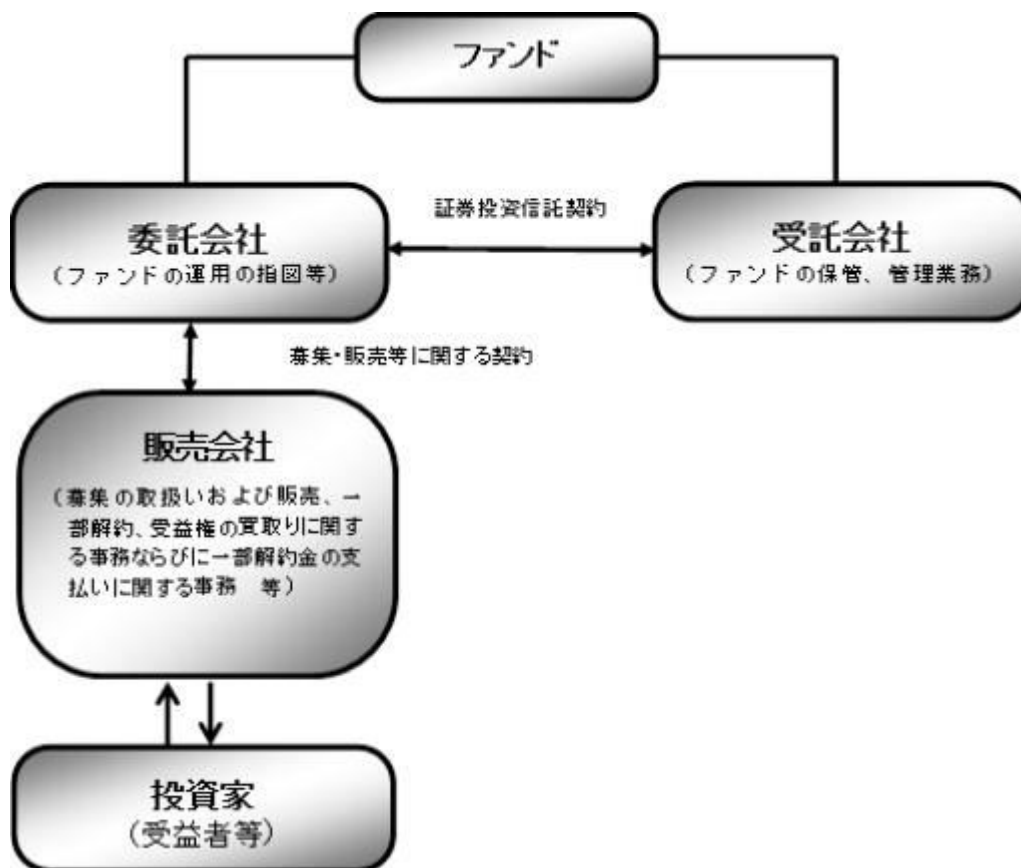 ファンド
証券投資信託契約
委託会社
(ファンドの運用の指図等)
受託会社
(ファンドの保管、管理業務)
募集・販売等に関する契約
販売会社
(募集の取扱いおよび販売、一
部解約、受益権の買取りに関す
る事務ならびに一部解約金の支
払いに関する事務 等)
投資家
(受益者等)